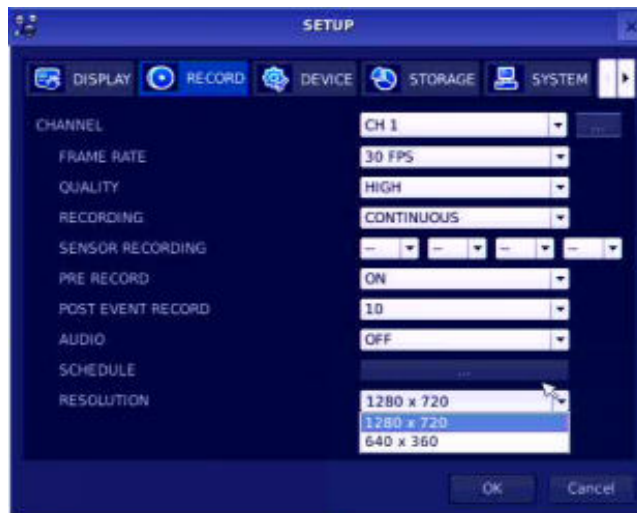 SETUP
DISPLAY RECORD DEVICE STORAGE SYSTEM
CHANNEL CH 1 ...
FRAME RATE 30 FPS
QUALITY HIGH
RECORDING CONTINUOUS
SENSOR RECORDING -- -- -- --
PRE RECORD ON
POST EVENT RECORD 10
AUDIO OFF
SCHEDULE ...
RESOLUTION 1280 x 720
1280 x 720
640 x 360
OK Cancel